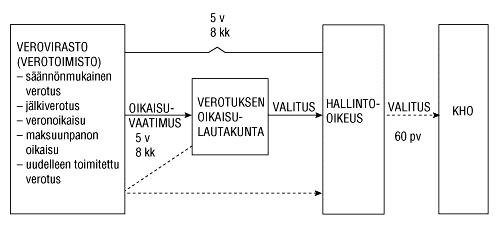 5 v
8 kk
VEROVIRASTO
(VEROTOIMISTO)
– säännönmukainen
verotus
– jälkiverotus
– veronoikaisu
– maksuunpanon
oikaisu
– uudelleen toimitettu
verotus
OIKAISU-
VAATIMUS
5 v
8 kk
VEROTUKSEN
OIKAISU-
LAUTAKUNTA
VALITUS
HALLINTO-
OIKEUS
VALITUS
60 pv
KHO